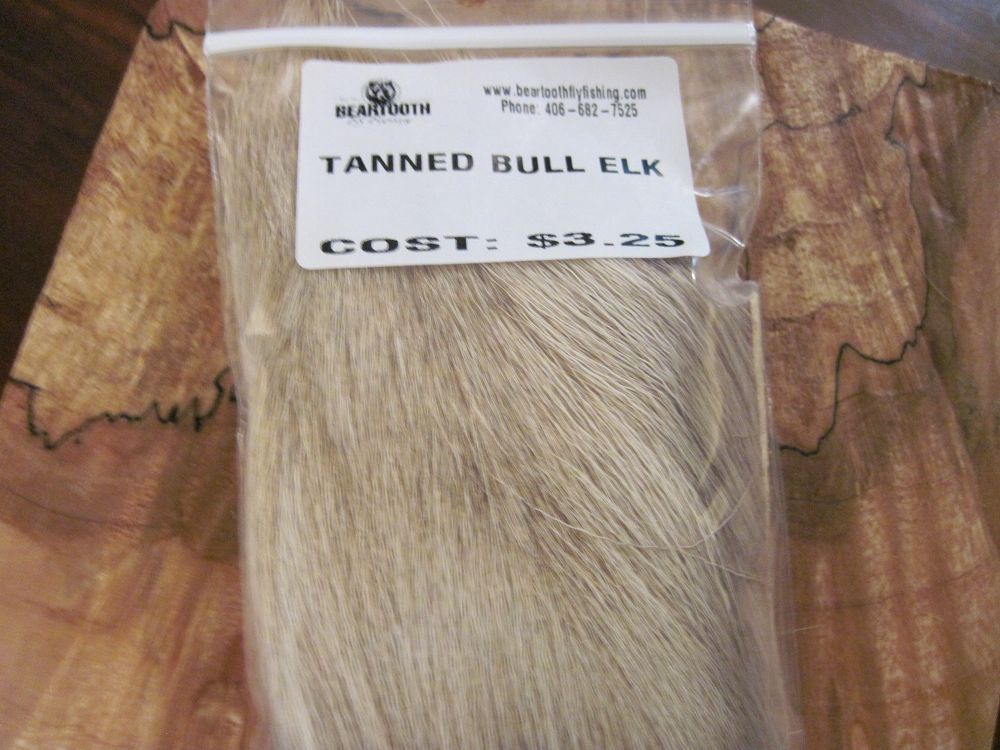 BEARTOOTH
www.beartoothflyfishing.com
Phone: 406-682-7525
TANNED BULL ELK
COST: $3.25